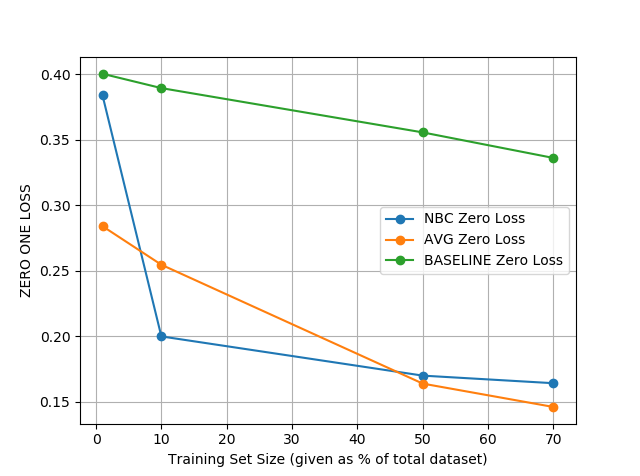 0.40
0.35
0.30
0.25
0.20
0.15
ZERO ONE LOSS
NBC Zero Loss
AVG Zero Loss
BASELINE Zero Loss
0 10 20 30 40 50 60 70
Training Set Size (given as % of total dataset)